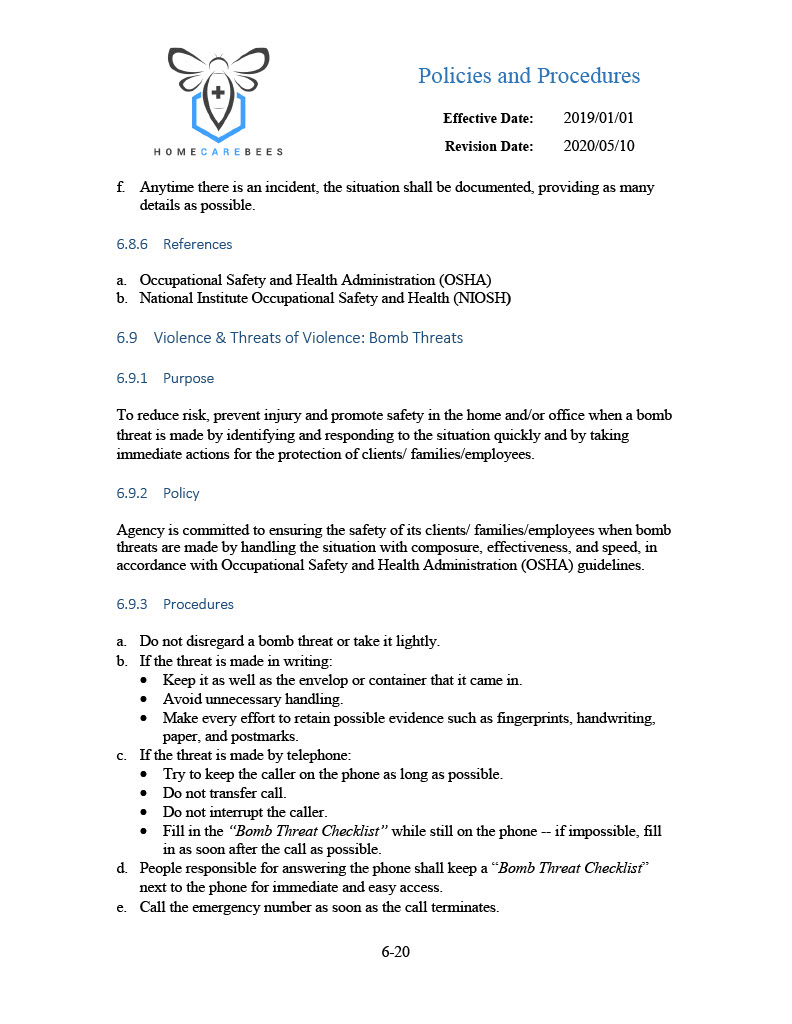 Policies and Procedures
Effective Date: 2019/01/01
Revision Date: 2020/05/10
HOMECAREBEES
f. Anytime there is an incident, the situation shall be documented, providing as many
details as possible.
6.8.6 References
a. Occupational Safety and Health Administration (OSHA)
b. National Institute Occupational Safety and Health (NIOSH)
6.9 Violence & Threats of Violence: Bomb Threats
6.9.1 Purpose
To reduce risk, prevent injury and promote safety in the home and/or office when a bomb
threat is made by identifying and responding to the situation quickly and by taking
immediate actions for the protection of clients/ families/employees.
6.9.2 Policy
Agency is committed to ensuring the safety of its clients/ families/employees when bomb
threats are made by handling the situation with composure, effectiveness, and speed, in
accordance with Occupational Safety and Health Administration (OSHA) guidelines.
6.9.3 Procedures
a. Do not disregard a bomb threat or take it lightly.
b. If the threat is made in writing:
• Keep it as well as the envelop or container that it came in.
• Avoid unnecessary handling.
• Make every effort to retain possible evidence such as fingerprints, handwriting,
paper, and postmarks.
c. If the threat is made by telephone:
• Try to keep the caller on the phone as long as possible.
• Do not transfer call.
• Do not interrupt the caller.
• Fill in the “Bomb Threat Checklist” while still on the phone -- if impossible, fill
in as soon after the call as possible.
d. People responsible for answering the phone shall keep a “Bomb Threat Checklist”
next to the phone for immediate and easy access.
e. Call the emergency number as soon as the call terminates.
6-20